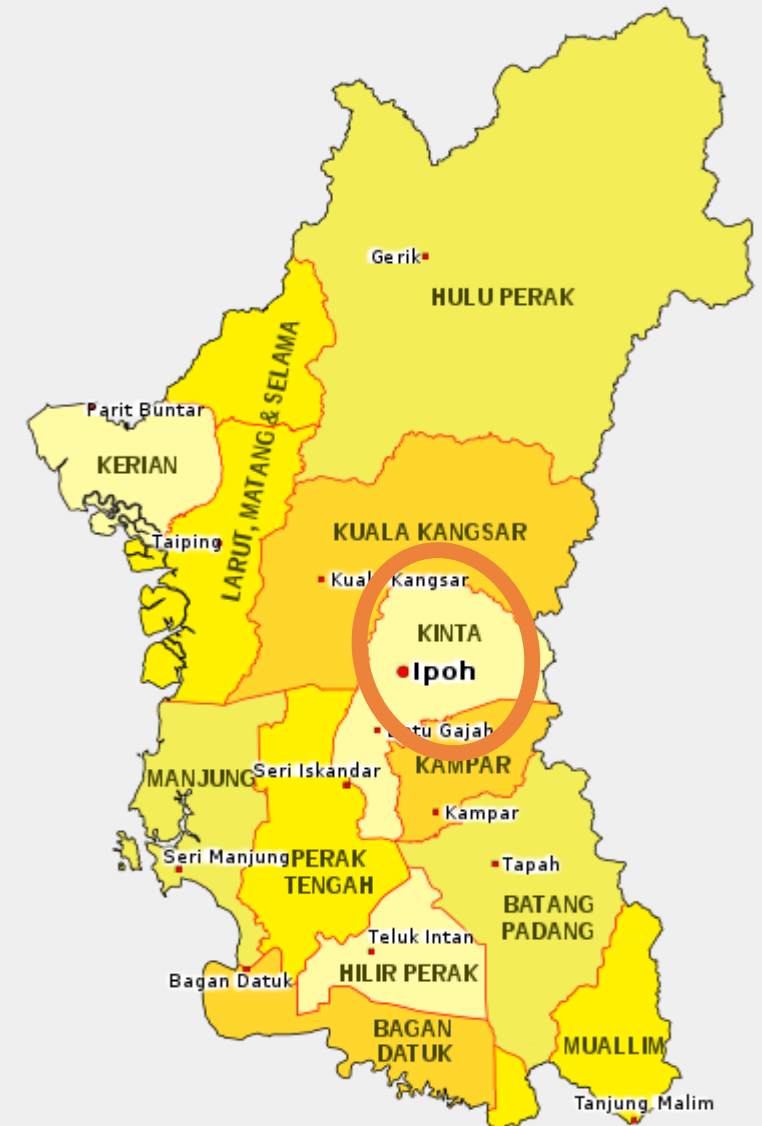 Gerik
HULU PERAK
LARUT, MATANG & SELAMA
Parit Buntar
KERIAN
Taiping
KUALA KANGSAR
Kuala Kangsar
KINTA
Ipoh
Batu Gajah
KAMPAR
MANJUNG
Seri Iskandar
Kampar
Seri Manjung
PERAK
TENGAH
Tapah
BATANG
PADANG
Teluk Intan
HILIR PERAK
Bagan Datuk
BAGAN
DATUK
MUALLIM
Tanjung Malim